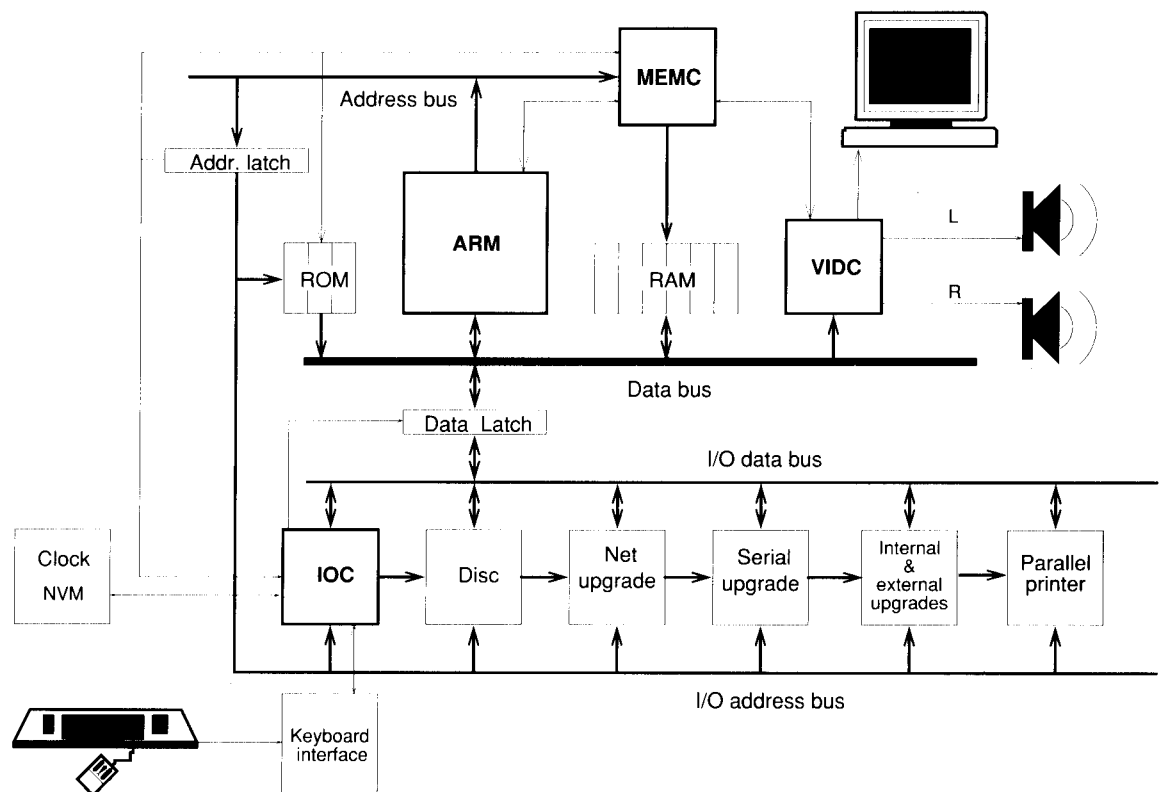 MEMC
Address bus
Addr. latch
ARM
L
ROM
RAM
VIDC
R
Data bus
Data Latch
I/O data bus
Clock
NVM
IOC
Disc
Net
upgrade
Serial
upgrade
Internal
&
external
upgrades
Parallel
printer
I/O address bus
Keyboard
interface